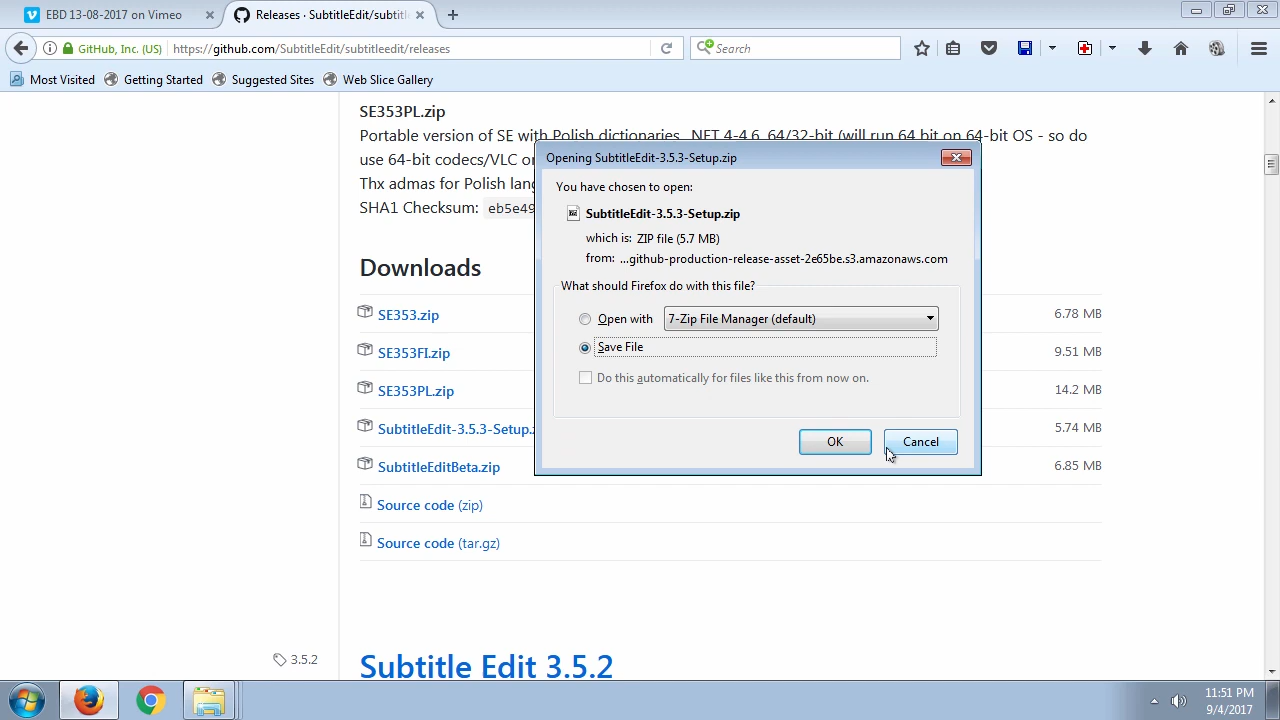 EBD 13-08-2017 on Vimeo
Releases · SubtitleEdit/subtitl
GitHub, Inc. (US)
https://github.com/SubtitleEdit/subtitleedit/releases
Search
Most Visited
Getting Started
Suggested Sites
Web Slice Gallery
SE353PL.zip
Portable version of SE with Polish dictionaries. .NET 4-4.6, 64/32-bit (will run 64 bit on 64-bit OS - so do
use 64-bit codecs/VLC or
Thx admas for Polish lang
SHA1 Checksum: eb5e49
Downloads
SE353.zip
6.78 MB
SE353FI.zip
9.51 MB
SE353PL.zip
14.2 MB
SubtitleEdit-3.5.3-Setup.z
5.74 MB
SubtitleEditBeta.zip
6.85 MB
Source code (zip)
Source code (tar.gz)
3.5.2
Subtitle Edit 3.5.2
Opening SubtitleEdit-3.5.3-Setup.zip
You have chosen to open:
SubtitleEdit-3.5.3-Setup.zip
which is: ZIP file (5.7 MB)
from: ...github-production-release-asset-2e65be.s3.amazonaws.com
What should Firefox do with this file?
Open with
7-Zip File Manager (default)
Save File
Do this automatically for files like this from now on.
OK
Cancel
11:51 PM
9/4/2017